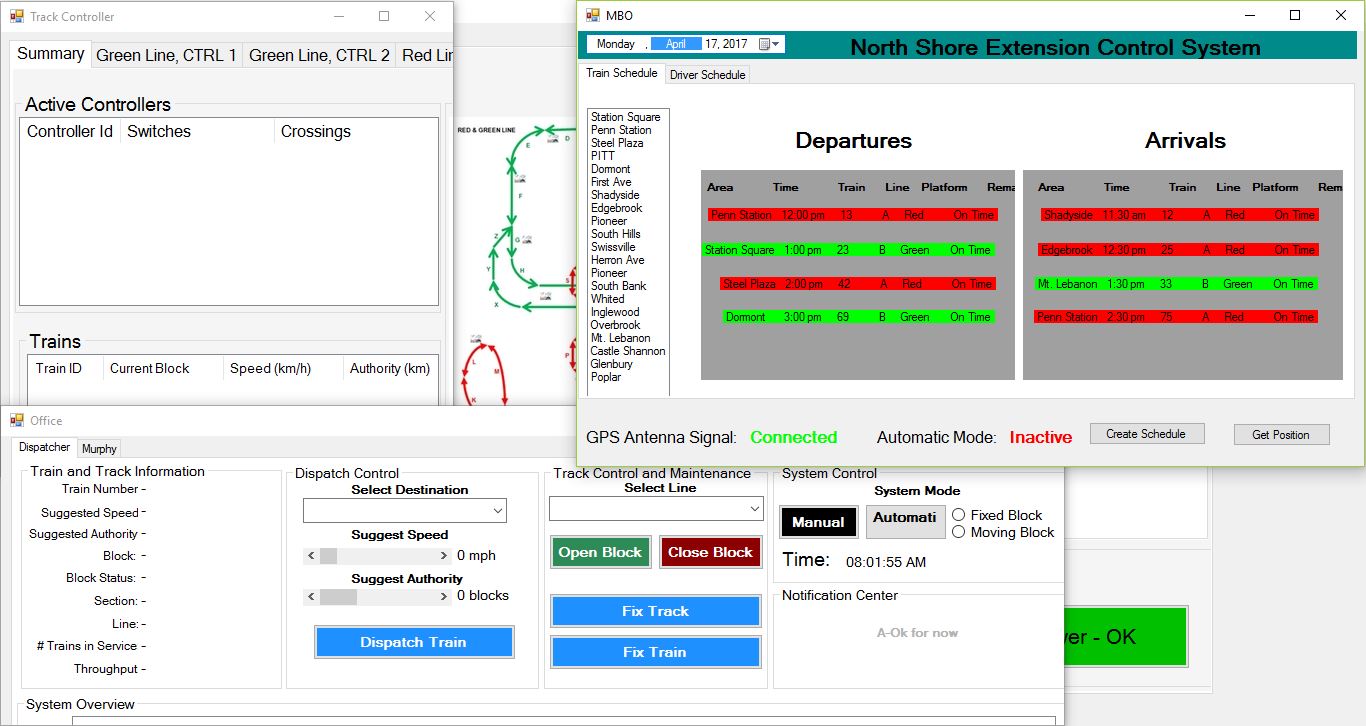 Track Controller
Summary
Green Line, CTRL 1
Green Line, CTRL 2
Red Lin
Active Controllers
Controller Id Switches Crossings
Trains
Train ID Current Block Speed (km/h) Authority (km)
RED & GREEN LINE
E
D
F
Z
G
Y
H
X
S
L
M
P
K
MBO
Monday , April 17, 2017
North Shore Extension Control System
Train Schedule
Driver Schedule
Station Square
Penn Station
Steel Plaza
PITT
Dormont
First Ave
Shadyside
Edgebrook
Pioneer
South Hills
Swissville
Herron Ave
Pioneer
South Bank
Whited
Inglewood
Overbrook
Mt. Lebanon
Castle Shannon
Glenbury
Poplar
Departures
Area Time Train Line Platform Rema
Penn Station 12:00 pm 13 A Red On Time
Station Square 1:00 pm 23 B Green On Time
Steel Plaza 2:00 pm 42 A Red On Time
Dormont 3:00 pm 69 B Green On Time
Arrivals
Area Time Train Line Platform Rem
Shadyside 11:30 am 12 A Red On Time
Edgebrook 12:30 pm 25 A Red On Time
Mt. Lebanon 1:30 pm 33 B Green On Time
Penn Station 2:30 pm 75 A Red On Time
GPS Antenna Signal: Connected
Automatic Mode: Inactive
Create Schedule
Get Position
Office
Dispatcher
Murphy
Train and Track Information
Train Number -
Suggested Speed -
Suggested Authority -
Block: -
Block Status: -
Section: -
Line: -
# Trains in Service -
Throughput -
Dispatch Control
Select Destination
Suggest Speed
0 mph
Suggest Authority
0 blocks
Dispatch Train
Track Control and Maintenance
Select Line
Open Block
Close Block
Fix Track
Fix Train
System Control
System Mode
Manual
Automati
Fixed Block
Moving Block
Time: 08:01:55 AM
Notification Center
A-Ok for now
System Overview
ver - OK